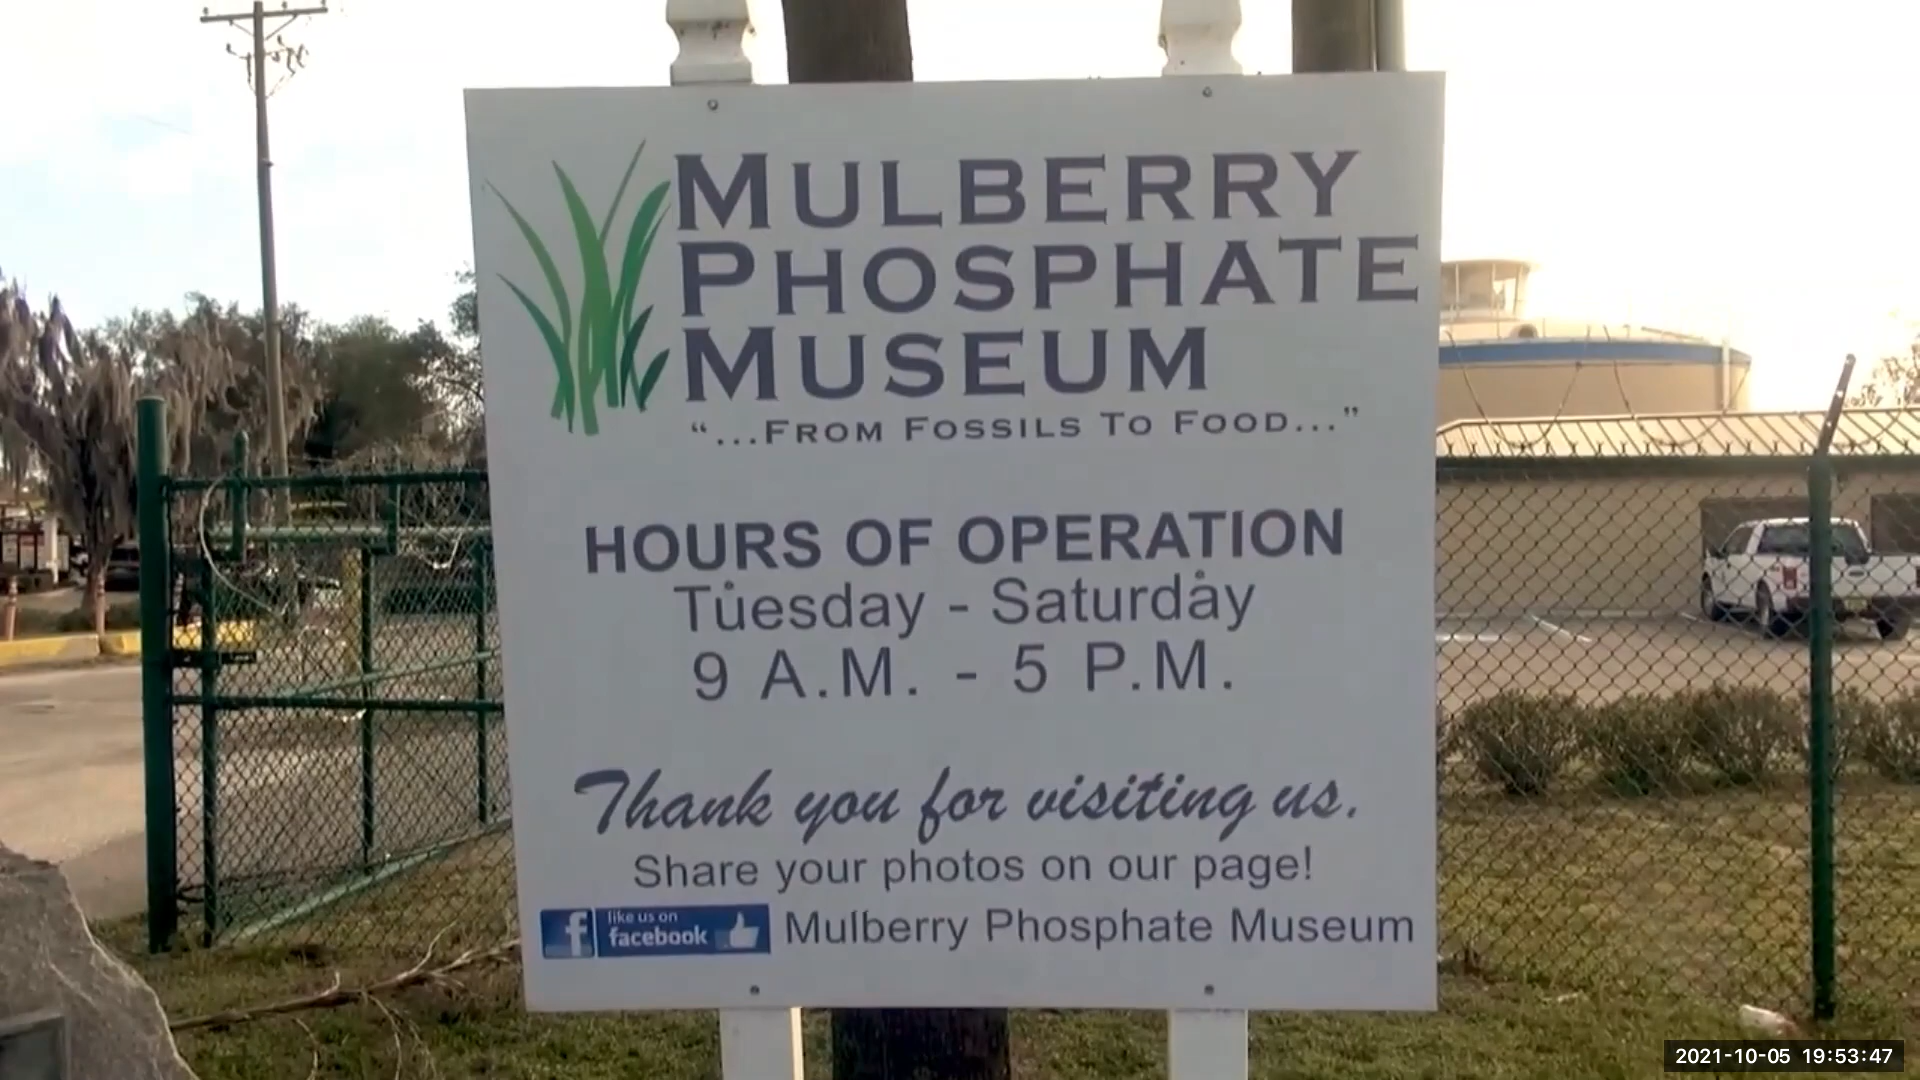 MULBERRY
PHOSPHATE
MUSEUM
“...FROM FOSSILS TO FOOD...”
HOURS OF OPERATION
Tuesday - Saturday
9 A.M. - 5 P.M.
Thank you for visiting us.
Share your photos on our page!
f like us on
facebook
Mulberry Phosphate Museum
2021-10-05 19:53:47